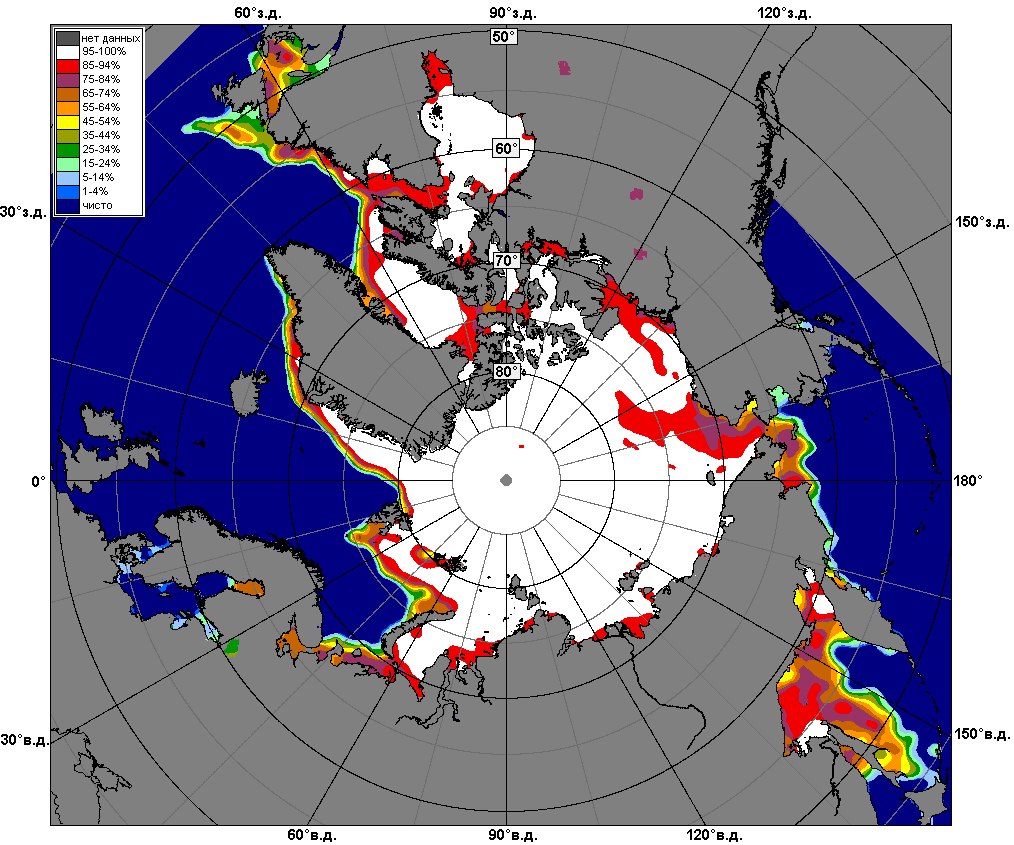 60°з.д.
90°з.д.
120°з.д.
нет данных
95-100%
85-94%
75-84%
65-74%
55-64%
45-54%
35-44%
25-34%
15-24%
5-14%
1-4%
чисто
50°
60°
70°
80°
30°з.д.
150°з.д.
0°
180°
30°в.д.
150°в.д.
60°в.д.
90°в.д.
120°в.д.